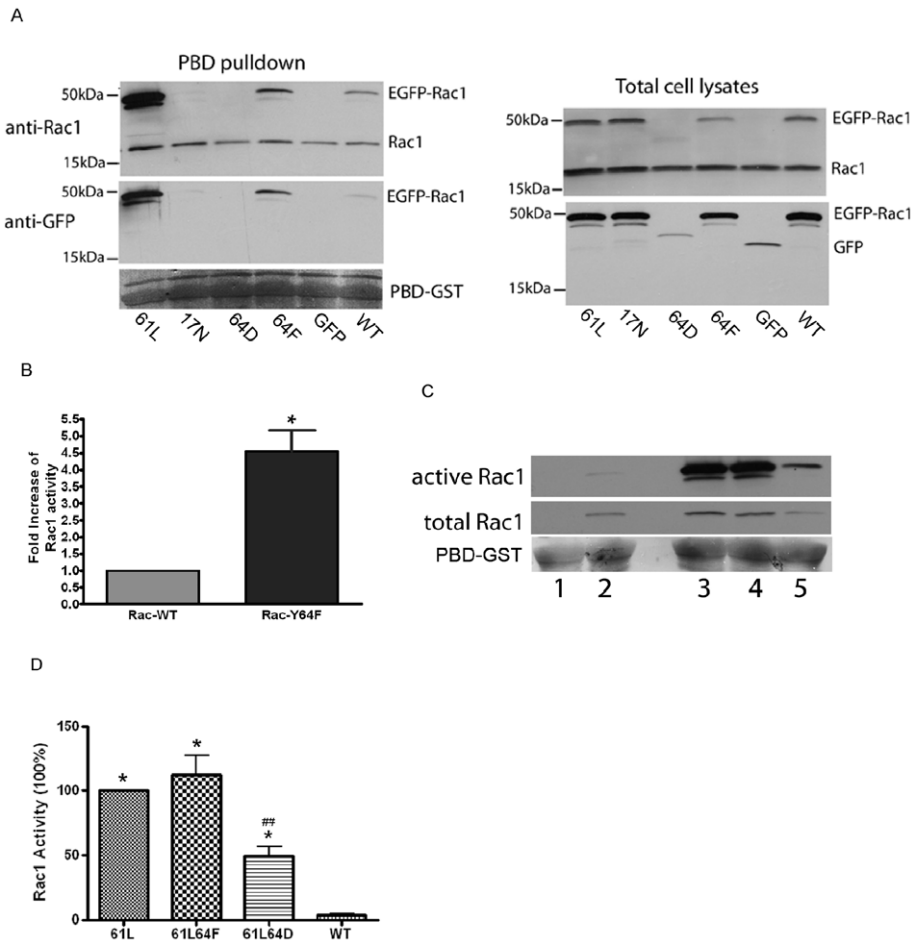 A
PBD pulldown
anti-Rac1
50kDa
EGFP-Rac1
Rac1
15kDa
anti-GFP
50kDa
EGFP-Rac1
15kDa
PBD-GST
61L 17N 64D 64F GFP WT
Total cell lysates
50kDa
EGFP-Rac1
Rac1
15kDa
50kDa
EGFP-Rac1
GFP
15kDa
61L 17N 64D 64F GFP WT
B
Fold Increase of
Rac1 activity
5.5
5.0
4.5
4.0
3.5
3.0
2.5
2.0
1.5
1.0
0.5
0.0
*
Rac-WT Rac-Y64F
C
active Rac1
total Rac1
PBD-GST
1 2 3 4 5
D
Rac1 Activity (100%)
150
100
50
0
* * ## *
61L 61L64F 61L64D WT